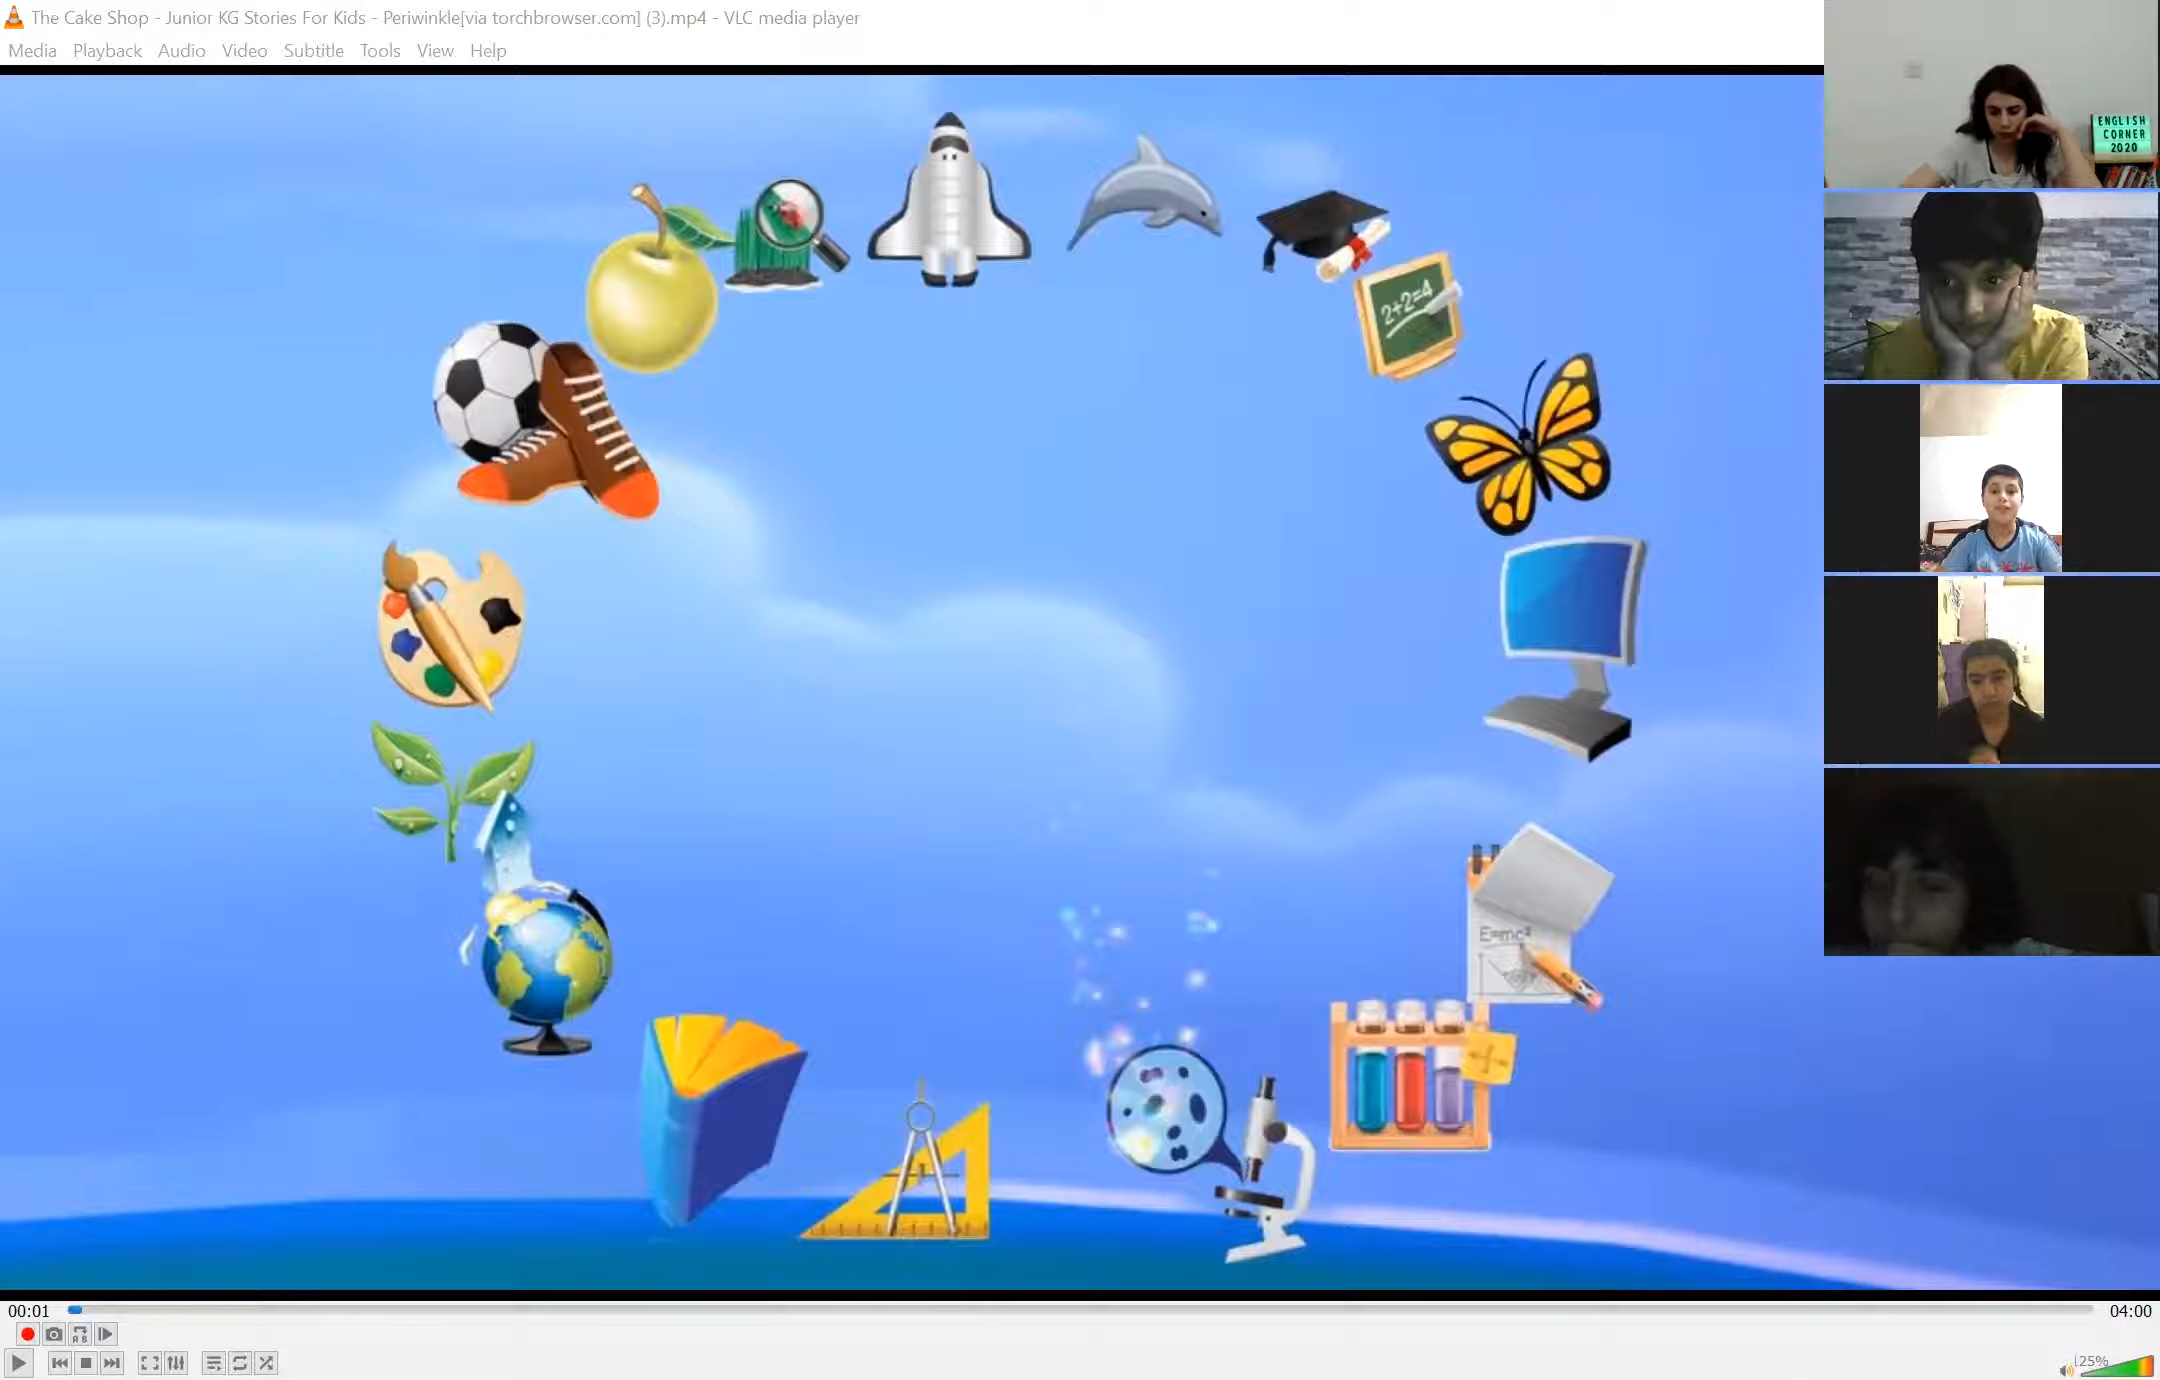 The Cake Shop - Junior KG Stories For Kids - Periwinkle[via torchbrowser.com] (3).mp4 - VLC media player
Media Playback Audio Video Subtitle Tools View Help
ENGLISH
CORNER
2020
2+2=4
E=mc²
00:01
04:00
125%